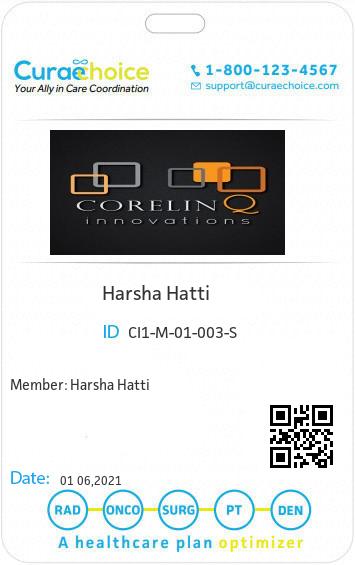 Curaechoice
Your Ally in Care Coordination
1-800-123-4567
support@curaechoice.com
CORELINQ
innovations
Harsha Hatti
ID CI1-M-01-003-S
Member: Harsha Hatti
Date: 01 06,2021
RAD ONCO SURG PT DEN
A healthcare plan optimizer